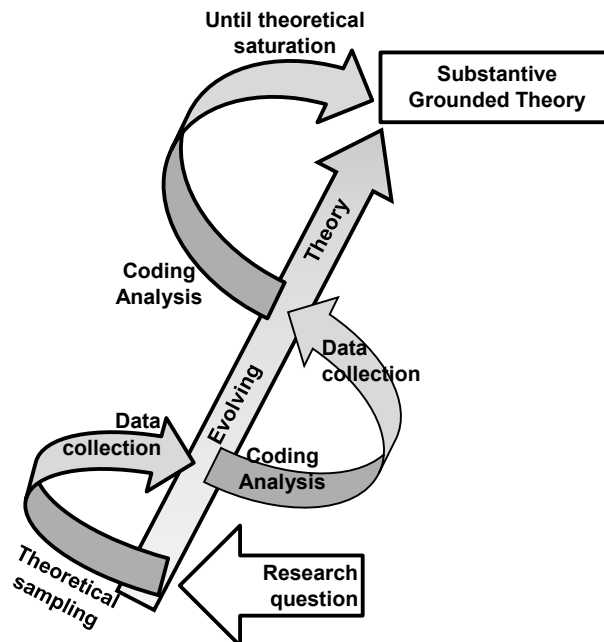 Until theoretical
saturation
Substantive
Grounded Theory
Theory
Coding
Analysis
Data
collection
Evolving
Data
collection
Coding
Analysis
Theoretical
sampling
Research
question